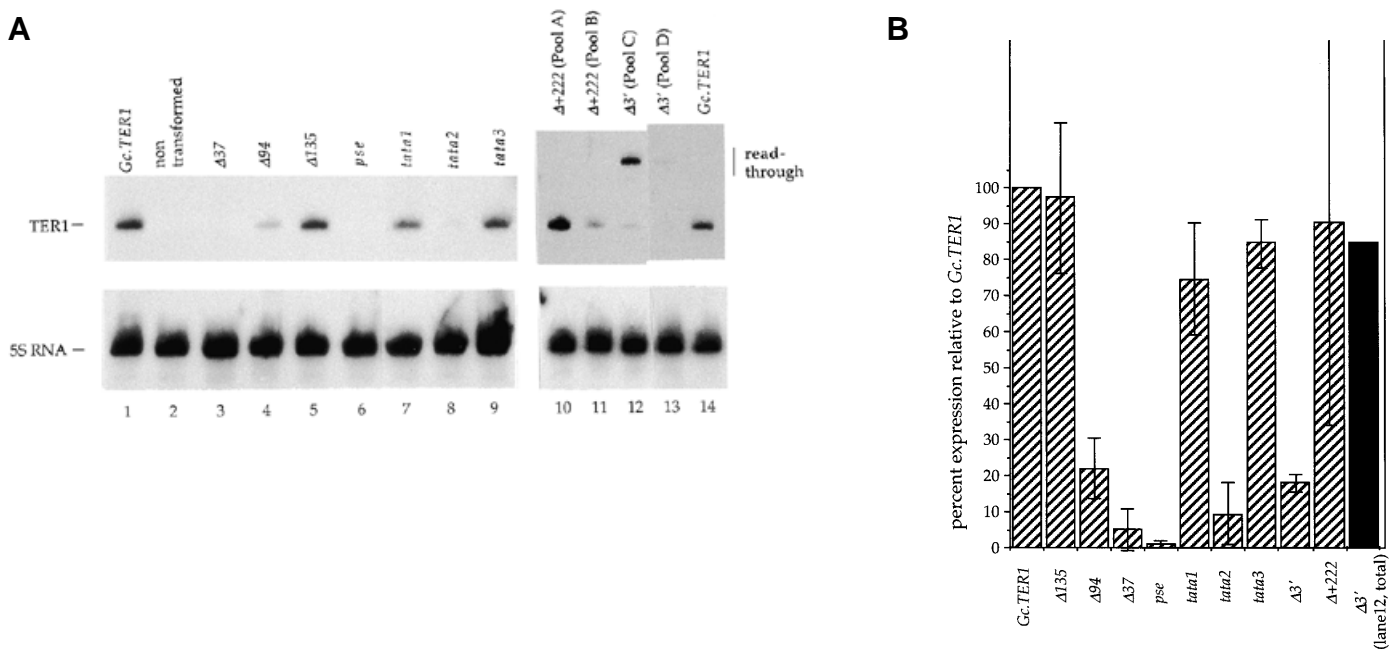 A
Gc.TER1
non
transformed
Δ37
Δ94
Δ135
pse
tata1
tata2
tata3
Δ+222 (Pool A)
Δ+222 (Pool B)
Δ3′ (Pool C)
Δ3′ (Pool D)
Gc.TER1
read-
through
TER1
5S RNA
1 2 3 4 5 6 7 8 9 10 11 12 13 14
B
percent expression relative to Gc.TER1
100
90
80
70
60
50
40
30
20
10
0
Gc.TER1
Δ135
Δ94
Δ37
pse
tata1
tata2
tata3
Δ3′
Δ+222
Δ3′
(lane12, total)